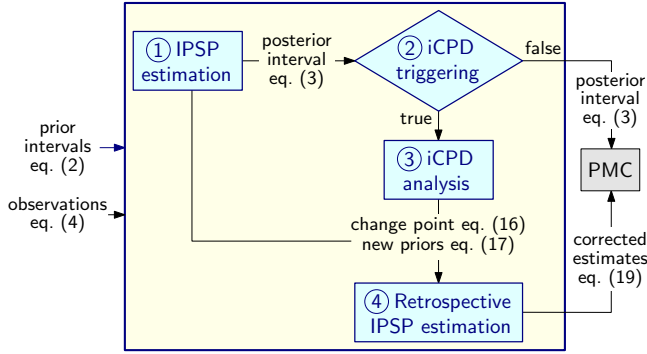 ① IPSP
estimation
posterior
interval
eq. (3)
② iCPD
triggering
false
posterior
interval
eq. (3)
true
prior
intervals
eq. (2)
③ iCPD
analysis
PMC
observations
eq. (4)
change point eq. (16)
new priors eq. (17)
corrected
estimates
eq. (19)
④ Retrospective
IPSP estimation